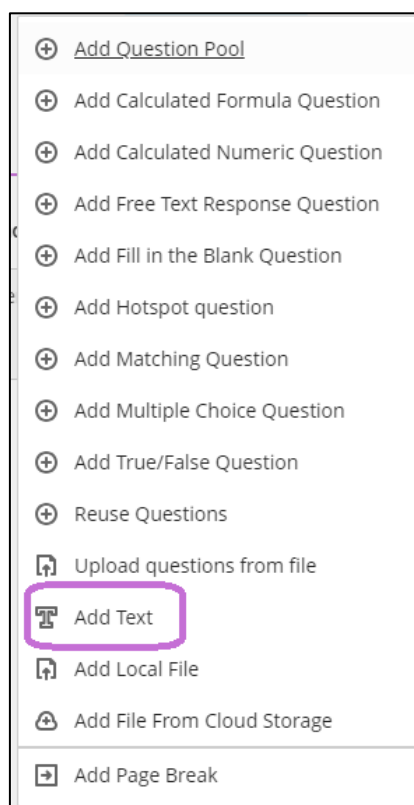 Add Question Pool
Add Calculated Formula Question
Add Calculated Numeric Question
Add Free Text Response Question
Add Fill in the Blank Question
Add Hotspot question
Add Matching Question
Add Multiple Choice Question
Add True/False Question
Reuse Questions
Upload questions from file
Add Text
Add Local File
Add File From Cloud Storage
Add Page Break